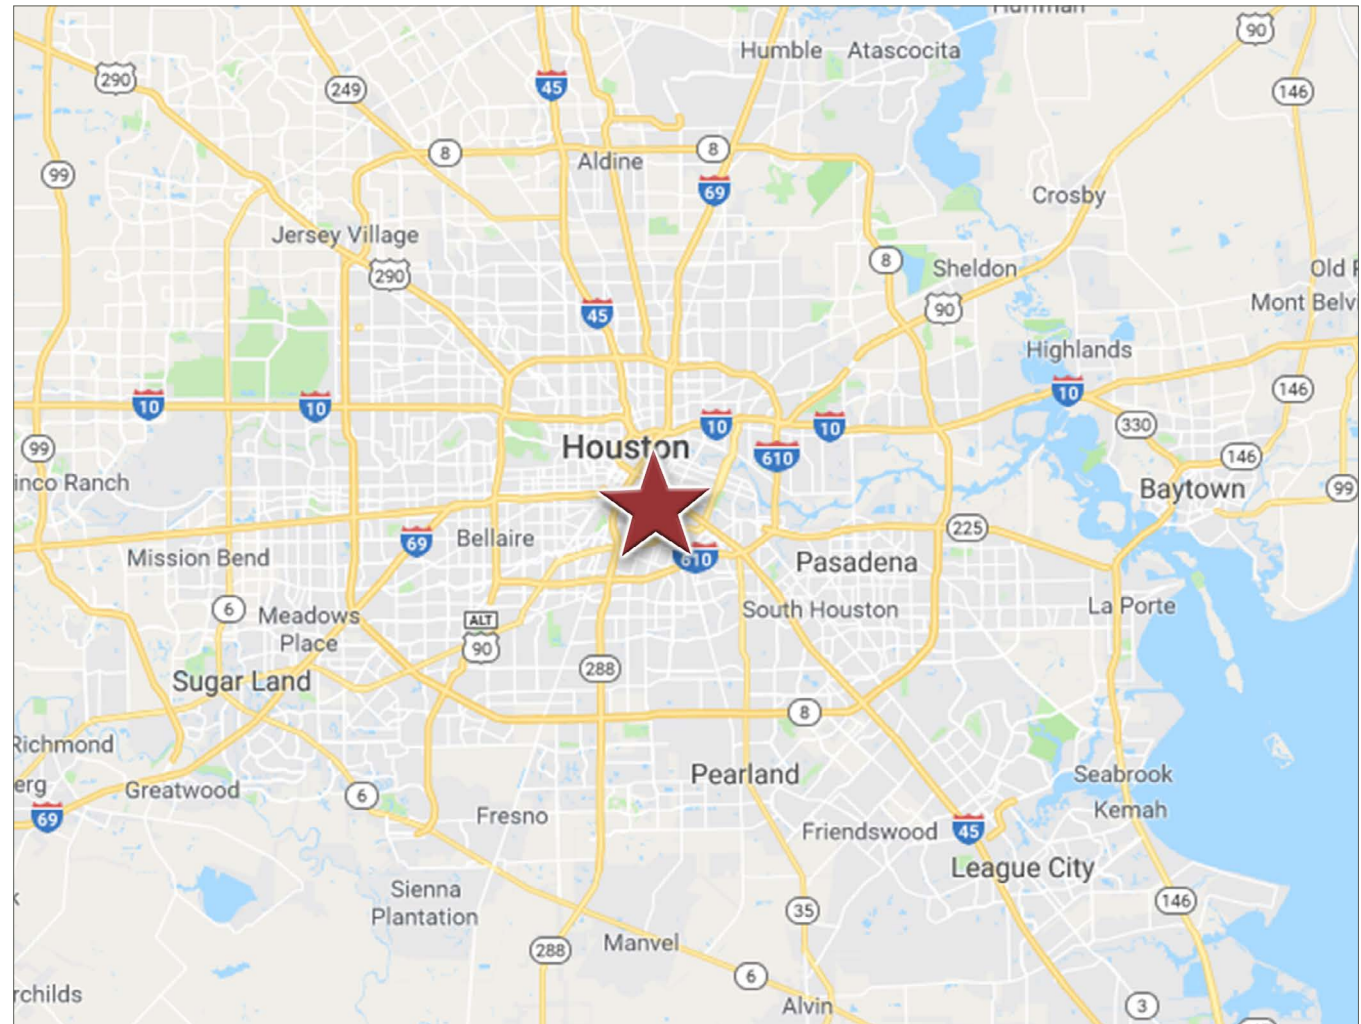 Huffman
90
Humble
Atascocita
290
45
249
146
8
Aldine
8
99
69
Crosby
Jersey Village
8
Sheldon
Old
290
Mont Belv
90
45
Highlands
10
10
10
146
10
10
330
99
Houston
610
146
inco Ranch
Baytown
99
69
Bellaire
225
Mission Bend
610
Pasadena
6
Meadows
Place
South Houston
La Porte
ALT
90
288
Sugar Land
8
Richmond
Pearland
Seabrook
erg
Greatwood
6
Kemah
69
Fresno
Friendswood
45
League City
Sienna
Plantation
35
146
288
Manvel
6
rchilds
Alvin
3